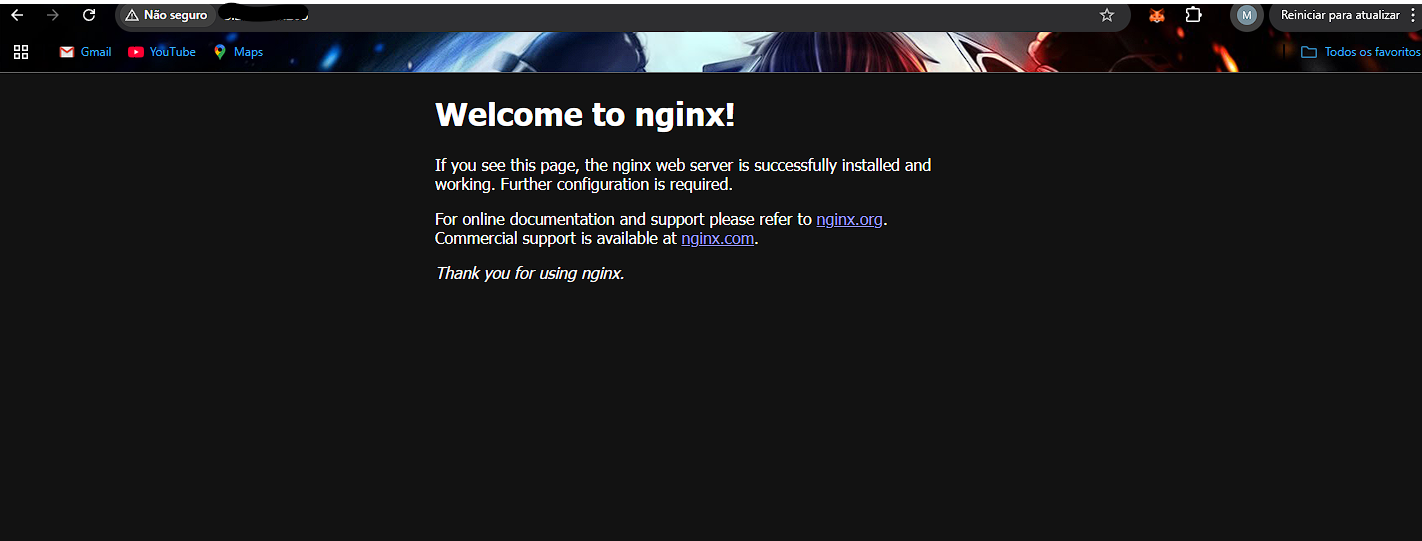 Não seguro
M
Reiniciar para atualizar
Gmail
YouTube
Maps
Todos os favoritos
Welcome to nginx!
If you see this page, the nginx web server is successfully installed and
working. Further configuration is required.
For online documentation and support please refer to nginx.org.
Commercial support is available at nginx.com.
Thank you for using nginx.